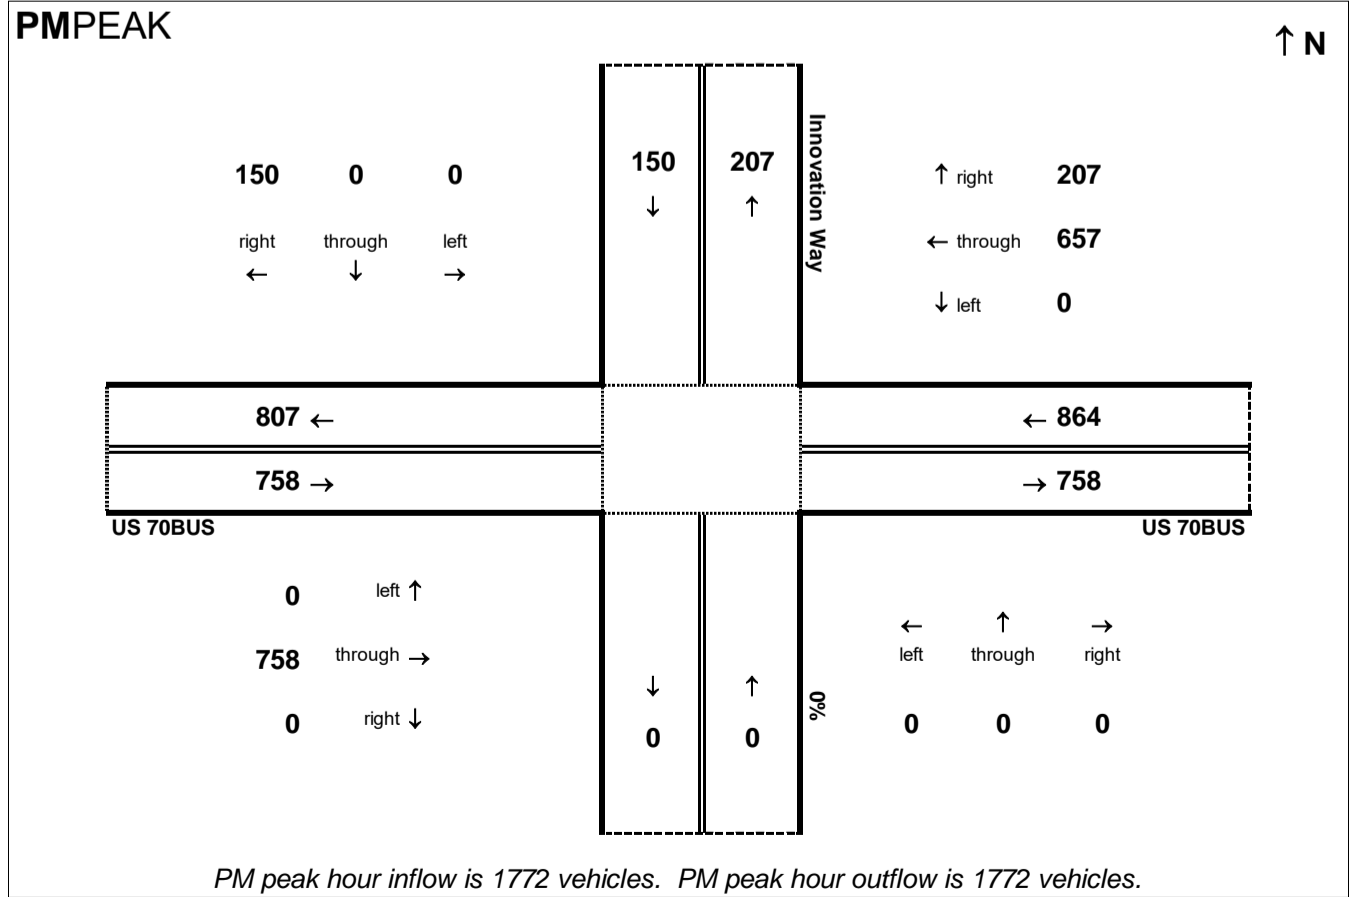 PMPEAK
↑ N
150 0 0
right through left
← ↓ →
150 207
↓ ↑
Innovation Way
↑ right 207
← through 657
↓ left 0
807 ←
758 →
← 864
→ 758
US 70BUS
US 70BUS
0 left ↑
758 through →
0 right ↓
↓ ↑
0 0
0%
← ↑ →
left through right
0 0 0
PM peak hour inflow is 1772 vehicles. PM peak hour outflow is 1772 vehicles.